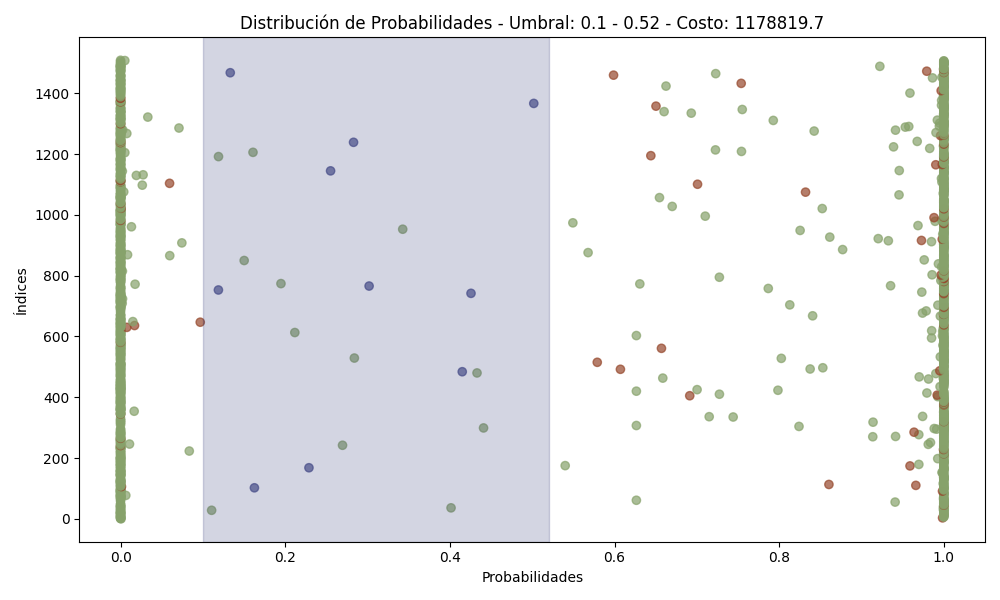 Distribución de Probabilidades - Umbral: 0.1 - 0.52 - Costo: 1178819.7
Índices
1400
1200
1000
800
600
400
200
0
0.0 0.2 0.4 0.6 0.8 1.0
Probabilidades